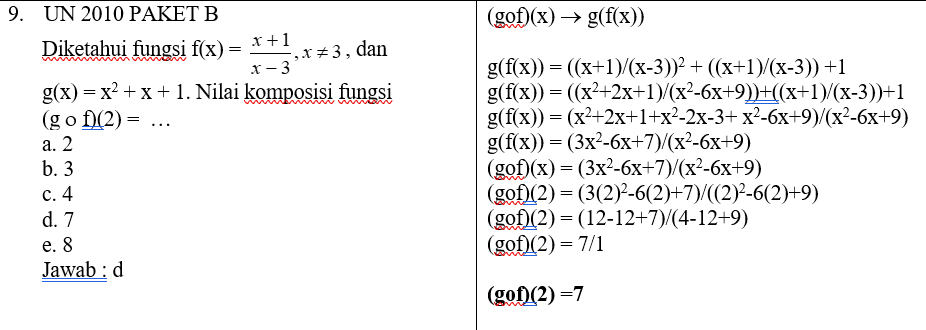 9. UN 2010 PAKET B
Diketahui fungsi f(x) = x + 1 / x − 3 , x ≠ 3 , dan
g(x) = x² + x + 1. Nilai komposisi fungsi
(g o f)(2) = …
a. 2
b. 3
c. 4
d. 7
e. 8
Jawab : d
(gof)(x) → g(f(x))
g(f(x)) = ((x+1)/(x-3))² + ((x+1)/(x-3)) +1
g(f(x)) = ((x²+2x+1)/(x²-6x+9))+((x+1)/(x-3))+1
g(f(x)) = (x²+2x+1+x²-2x-3+ x²-6x+9)/(x²-6x+9)
g(f(x)) = (3x²-6x+7)/(x²-6x+9)
(gof)(x) = (3x²-6x+7)/(x²-6x+9)
(gof)(2) = (3(2)²-6(2)+7)/((2)²-6(2)+9)
(gof)(2) = (12-12+7)/(4-12+9)
(gof)(2) = 7/1
(gof)(2) =7